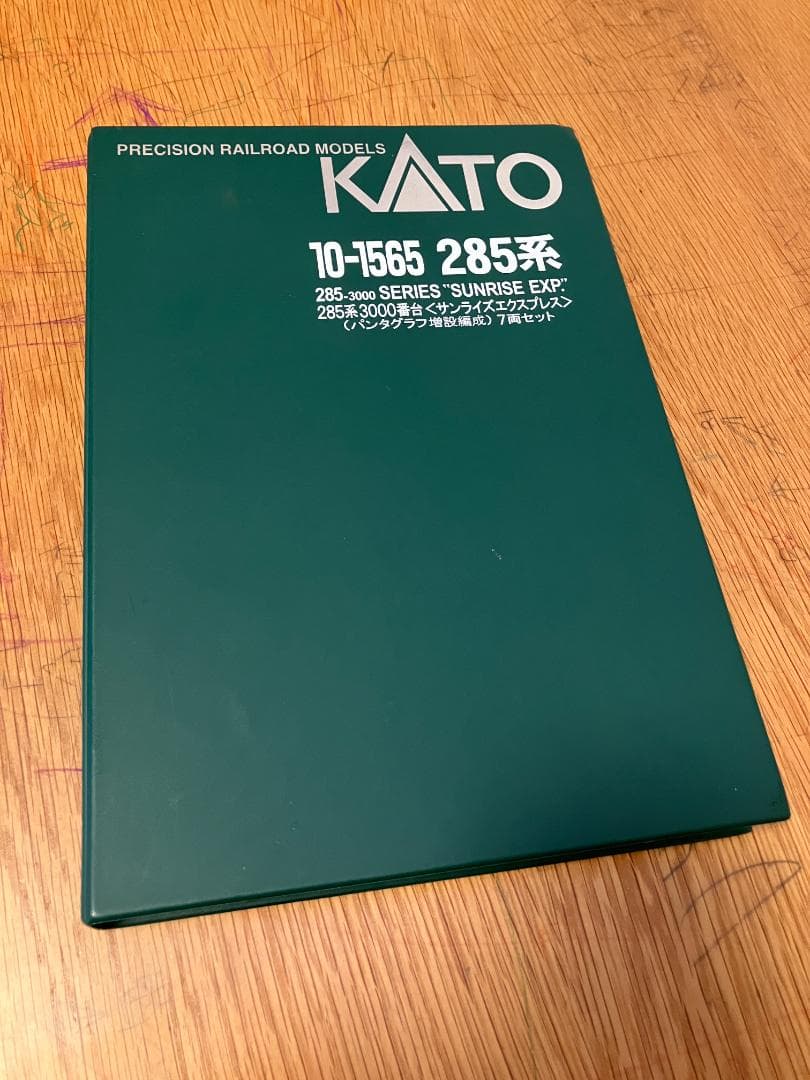 PRECISION RAILROAD MODELS
KATO
10-1565 285系
285-3000 SERIES "SUNRISE EXP."
285系3000番台〈サンライズエクスプレス〉
(パンタグラフ増設編成) 7両セット